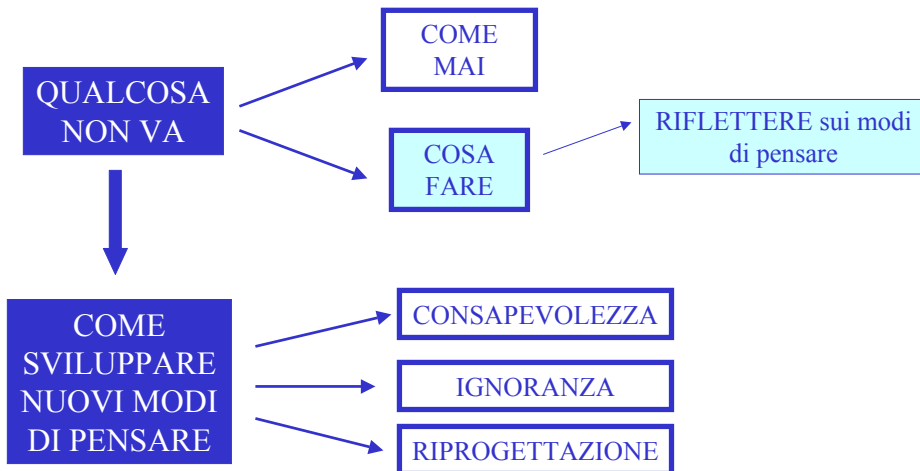 QUALCOSA
NON VA
COME
MAI
COSA
FARE
RIFLETTERE sui modi
di pensare
COME
SVILUPPARE
NUOVI MODI
DI PENSARE
CONSAPEVOLEZZA
IGNORANZA
RIPROGETTAZIONE